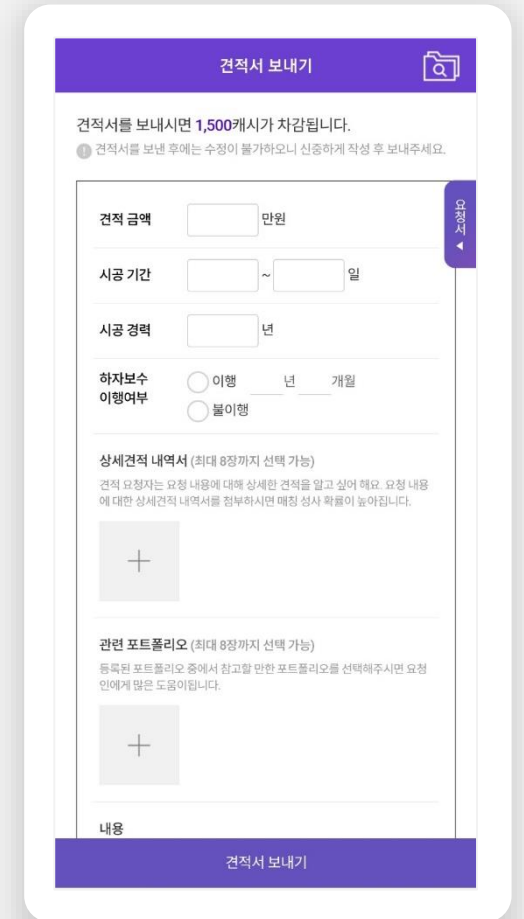 견적서 보내기
견적서를 보내시면 1,500캐시가 차감됩니다.
! 견적서를 보낸 후에는 수정이 불가하오니 신중하게 작성 후 보내주세요.
요청서 ◀
견적 금액 만원
시공 기간 ~ 일
시공 경력 년
하자보수
이행여부
이행 년 개월
불이행
상세견적 내역서 (최대 8장까지 선택 가능)
견적 요청자는 요청 내용에 대해 상세한 견적을 알고 싶어 해요. 요청 내용
에 대한 상세견적 내역서를 첨부하시면 매칭 성사 확률이 높아집니다.
+
관련 포트폴리오 (최대 8장까지 선택 가능)
등록된 포트폴리오 중에서 참고할 만한 포트폴리오를 선택해주시면 요청
인에게 많은 도움이됩니다.
+
내용
견적서 보내기